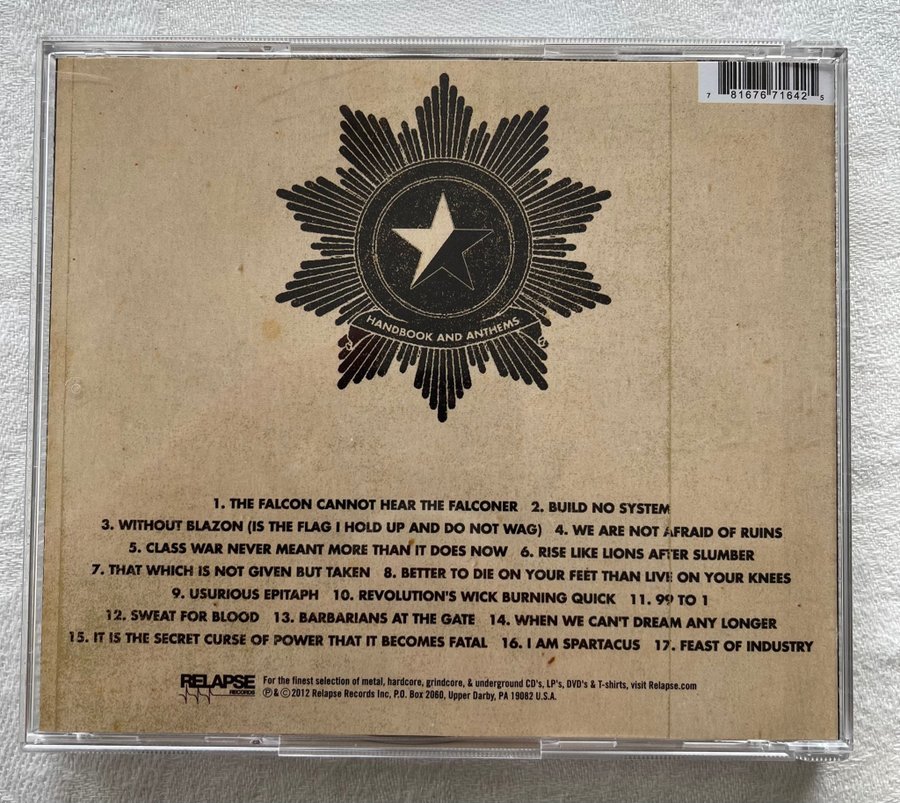 7 81676 71642 5
HANDBOOK AND ANTHEMS
1. THE FALCON CANNOT HEAR THE FALCONER 2. BUILD NO SYSTEM
3. WITHOUT BLAZON (IS THE FLAG I HOLD UP AND DO NOT WAG) 4. WE ARE NOT AFRAID OF RUINS
5. CLASS WAR NEVER MEANT MORE THAN IT DOES NOW 6. RISE LIKE LIONS AFTER SLUMBER
7. THAT WHICH IS NOT GIVEN BUT TAKEN 8. BETTER TO DIE ON YOUR FEET THAN LIVE ON YOUR KNEES
9. USURIOUS EPITAPH 10. REVOLUTION'S WICK BURNING QUICK 11. 99 TO 1
12. SWEAT FOR BLOOD 13. BARBARIANS AT THE GATE 14. WHEN WE CAN'T DREAM ANY LONGER
15. IT IS THE SECRET CURSE OF POWER THAT IT BECOMES FATAL 16. I AM SPARTACUS 17. FEAST OF INDUSTRY
RELAPSE
RECORDS
For the finest selection of metal, hardcore, grindcore, & underground CD's, LP's, DVD's & T-shirts, visit Relapse.com
℗ & © 2012 Relapse Records Inc, P.O. Box 2060, Upper Darby, PA 19082 U.S.A.